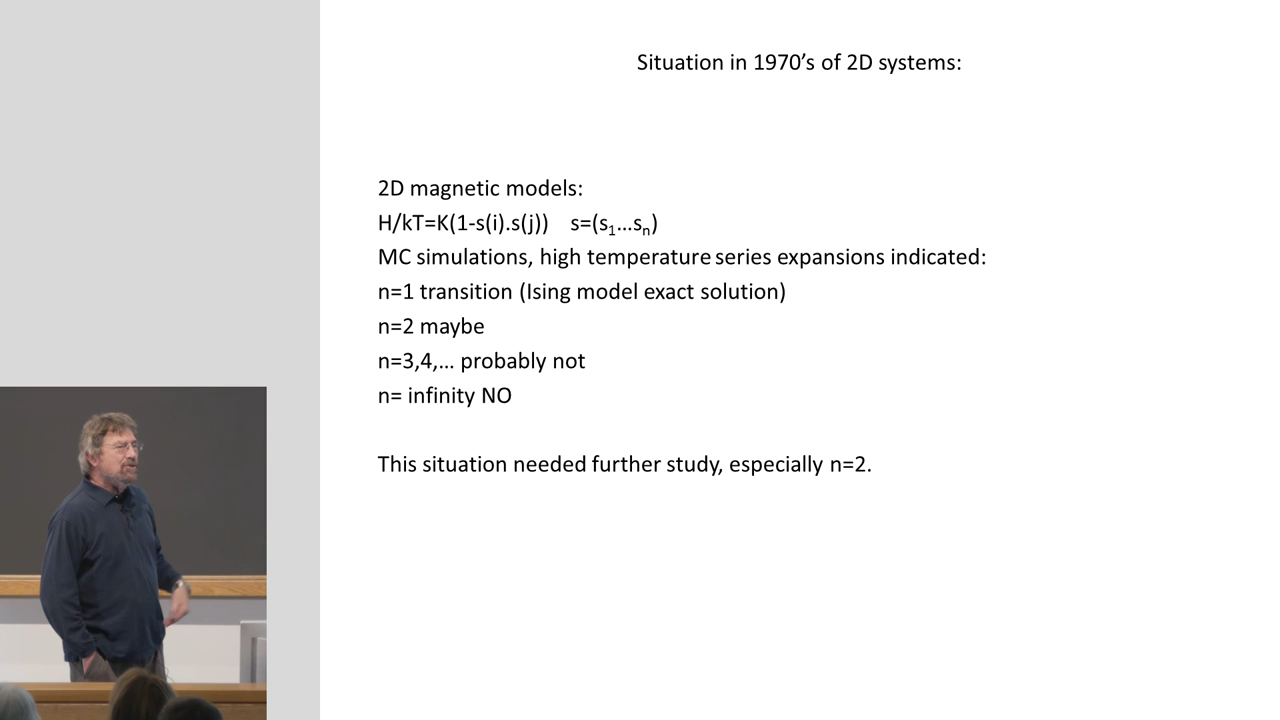 Situation in 1970’s of 2D systems:
2D magnetic models:
H/kT=K(1-s(i).s(j)) s=(s₁…sₙ)
MC simulations, high temperature series expansions indicated:
n=1 transition (Ising model exact solution)
n=2 maybe
n=3,4,… probably not
n= infinity NO
This situation needed further study, especially n=2.